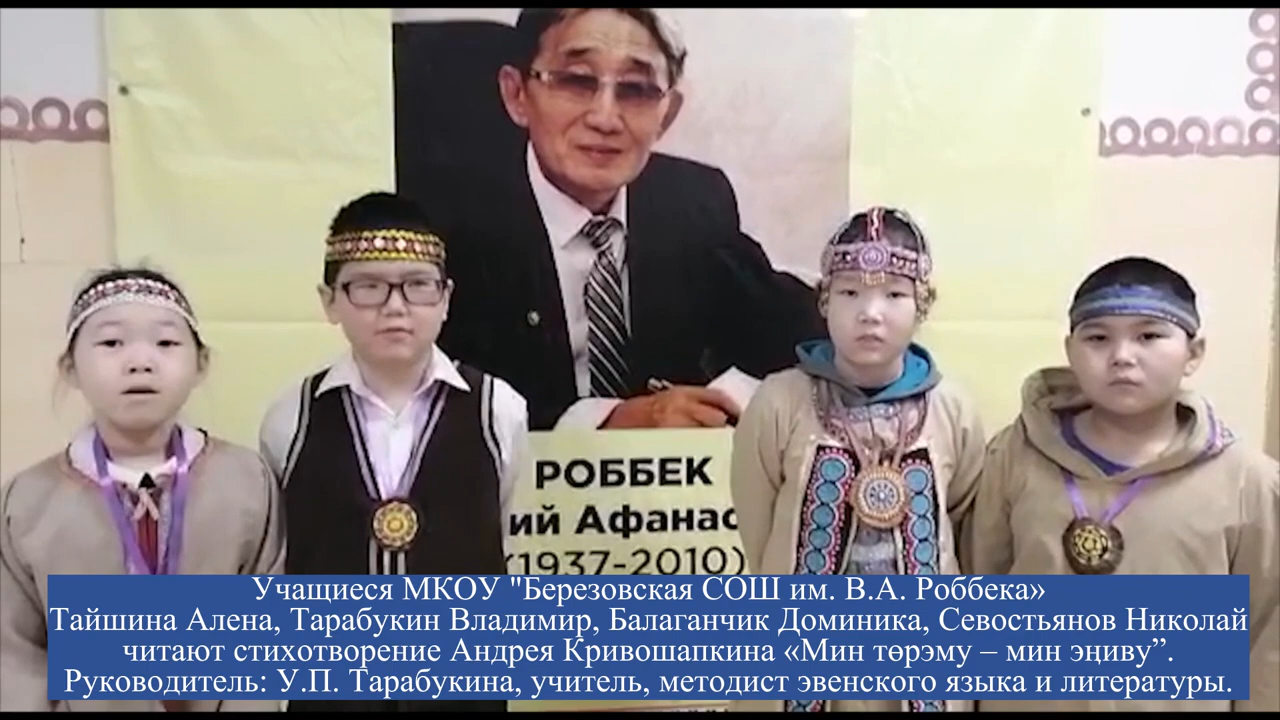 РОББЕК
ий Афанас
(1937-2010)
Учащиеся МКОУ "Березовская СОШ им. В.А. Роббека»
Тайшина Алена, Тарабукин Владимир, Балаганчик Доминика, Севостьянов Николай
читают стихотворение Андрея Кривошапкина «Мин төрэму – мин эӊиву”.
Руководитель: У.П. Тарабукина, учитель, методист эвенского языка и литературы.